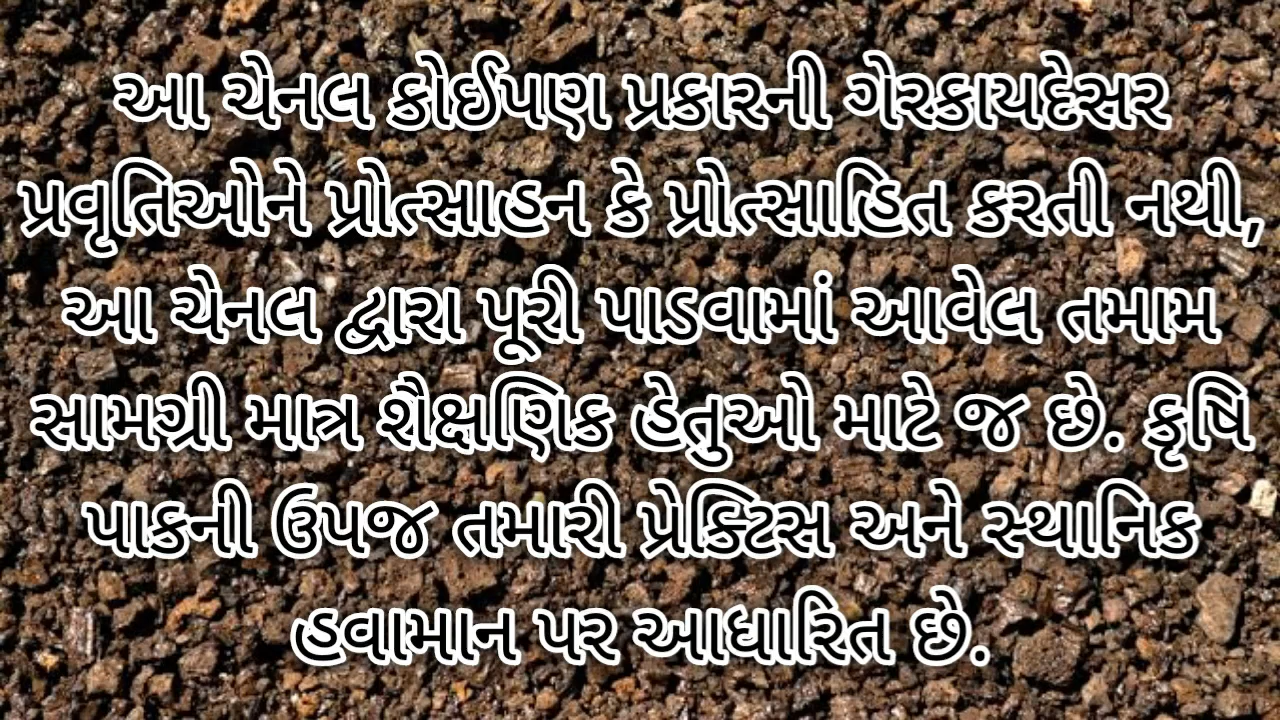 આ ચેનલ કોઈપણ પ્રકારની ગેરકાયદેસર
પ્રવૃતિઓને પ્રોત્સાહન કે પ્રોત્સાહિત કરતી નથી,
આ ચેનલ દ્વારા પૂરી પાડવામાં આવેલ તમામ
સામગ્રી માત્ર શૈક્ષણિક હેતુઓ માટે જ છે. કૃષિ
પાકની ઉપજ તમારી પ્રેક્ટિસ અને સ્થાનિક
હવામાન પર આધારિત છે.